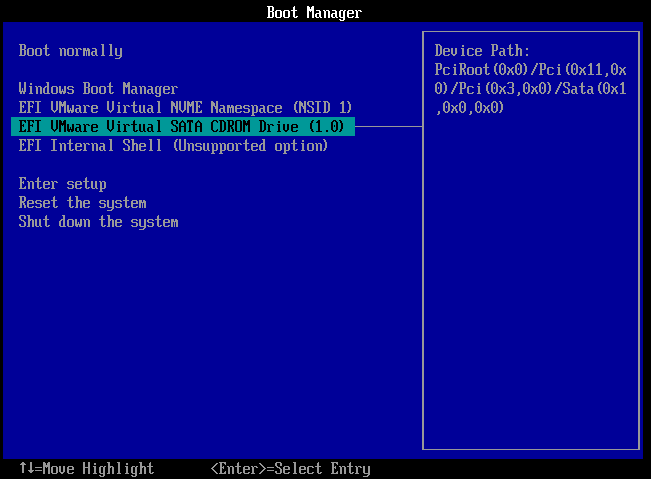 Boot Manager
Boot normally
Windows Boot Manager
EFI VMware Virtual NVME Namespace (NSID 1)
EFI VMware Virtual SATA CDROM Drive (1.0)
EFI Internal Shell (Unsupported option)
Enter setup
Reset the system
Shut down the system
Device Path:
PciRoot(0x0)/Pci(0x11,0x
0)/Pci(0x3,0x0)/Sata(0x1
,0x0,0x0)
↑↓=Move Highlight
<Enter>=Select Entry